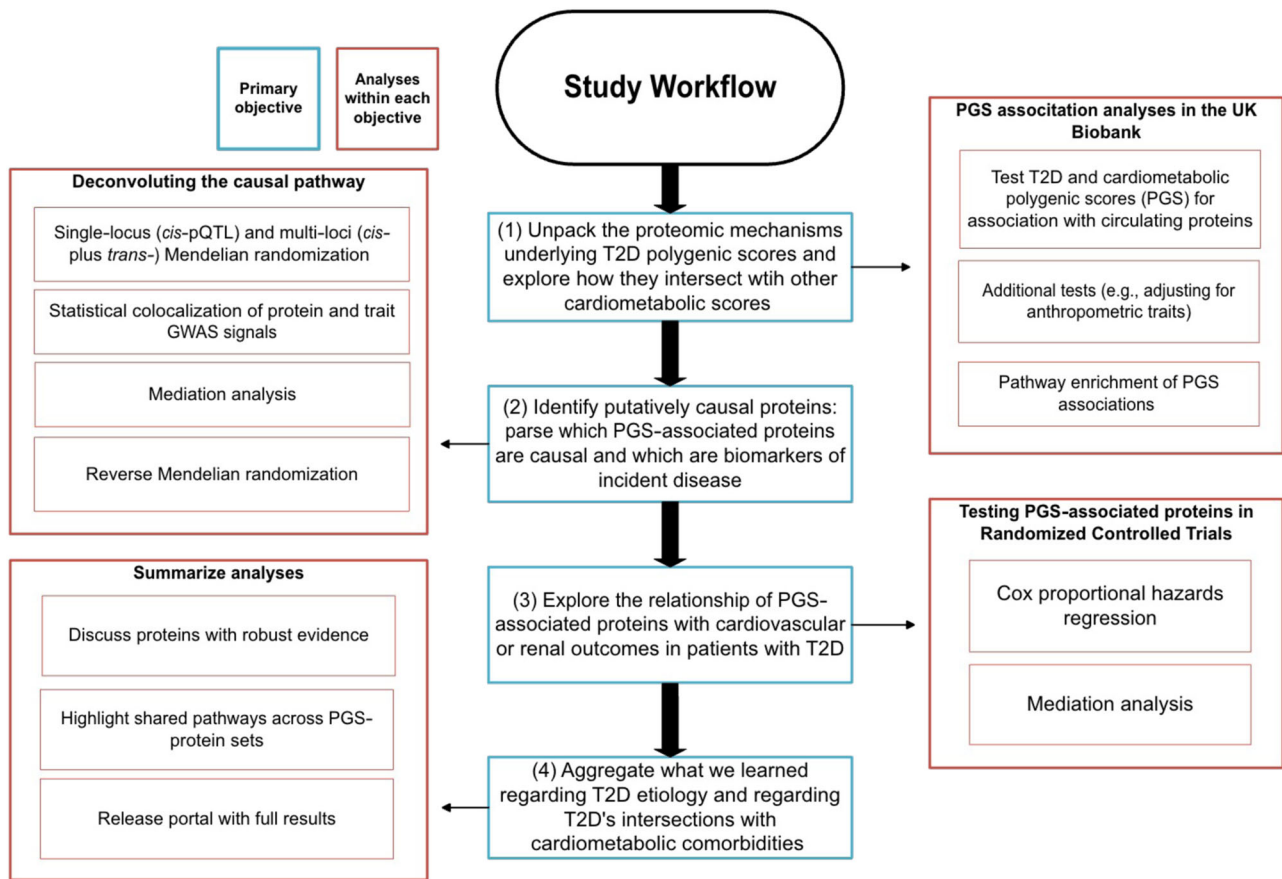 Study Workflow
Primary
objective
Analyses
within each
objective
(1) Unpack the proteomic mechanisms
underlying T2D polygenic scores and
explore how they intersect wtih other
cardiometabolic scores
PGS associtation analyses in the UK
Biobank
Test T2D and cardiometabolic
polygenic scores (PGS) for
association with circulating proteins
Additional tests (e.g., adjusting for
anthropometric traits)
Pathway enrichment of PGS
associations
(2) Identify putatively causal proteins:
parse which PGS-associated proteins
are causal and which are biomarkers of
incident disease
Deconvoluting the causal pathway
Single-locus (cis-pQTL) and multi-loci (cis-
plus trans-) Mendelian randomization
Statistical colocalization of protein and trait
GWAS signals
Mediation analysis
Reverse Mendelian randomization
(3) Explore the relationship of PGS-
associated proteins with cardiovascular
or renal outcomes in patients with T2D
Testing PGS-associated proteins in
Randomized Controlled Trials
Cox proportional hazards
regression
Mediation analysis
(4) Aggregate what we learned
regarding T2D etiology and regarding
T2D's intersections with
cardiometabolic comorbidities
Summarize analyses
Discuss proteins with robust evidence
Highlight shared pathways across PGS-
protein sets
Release portal with full results